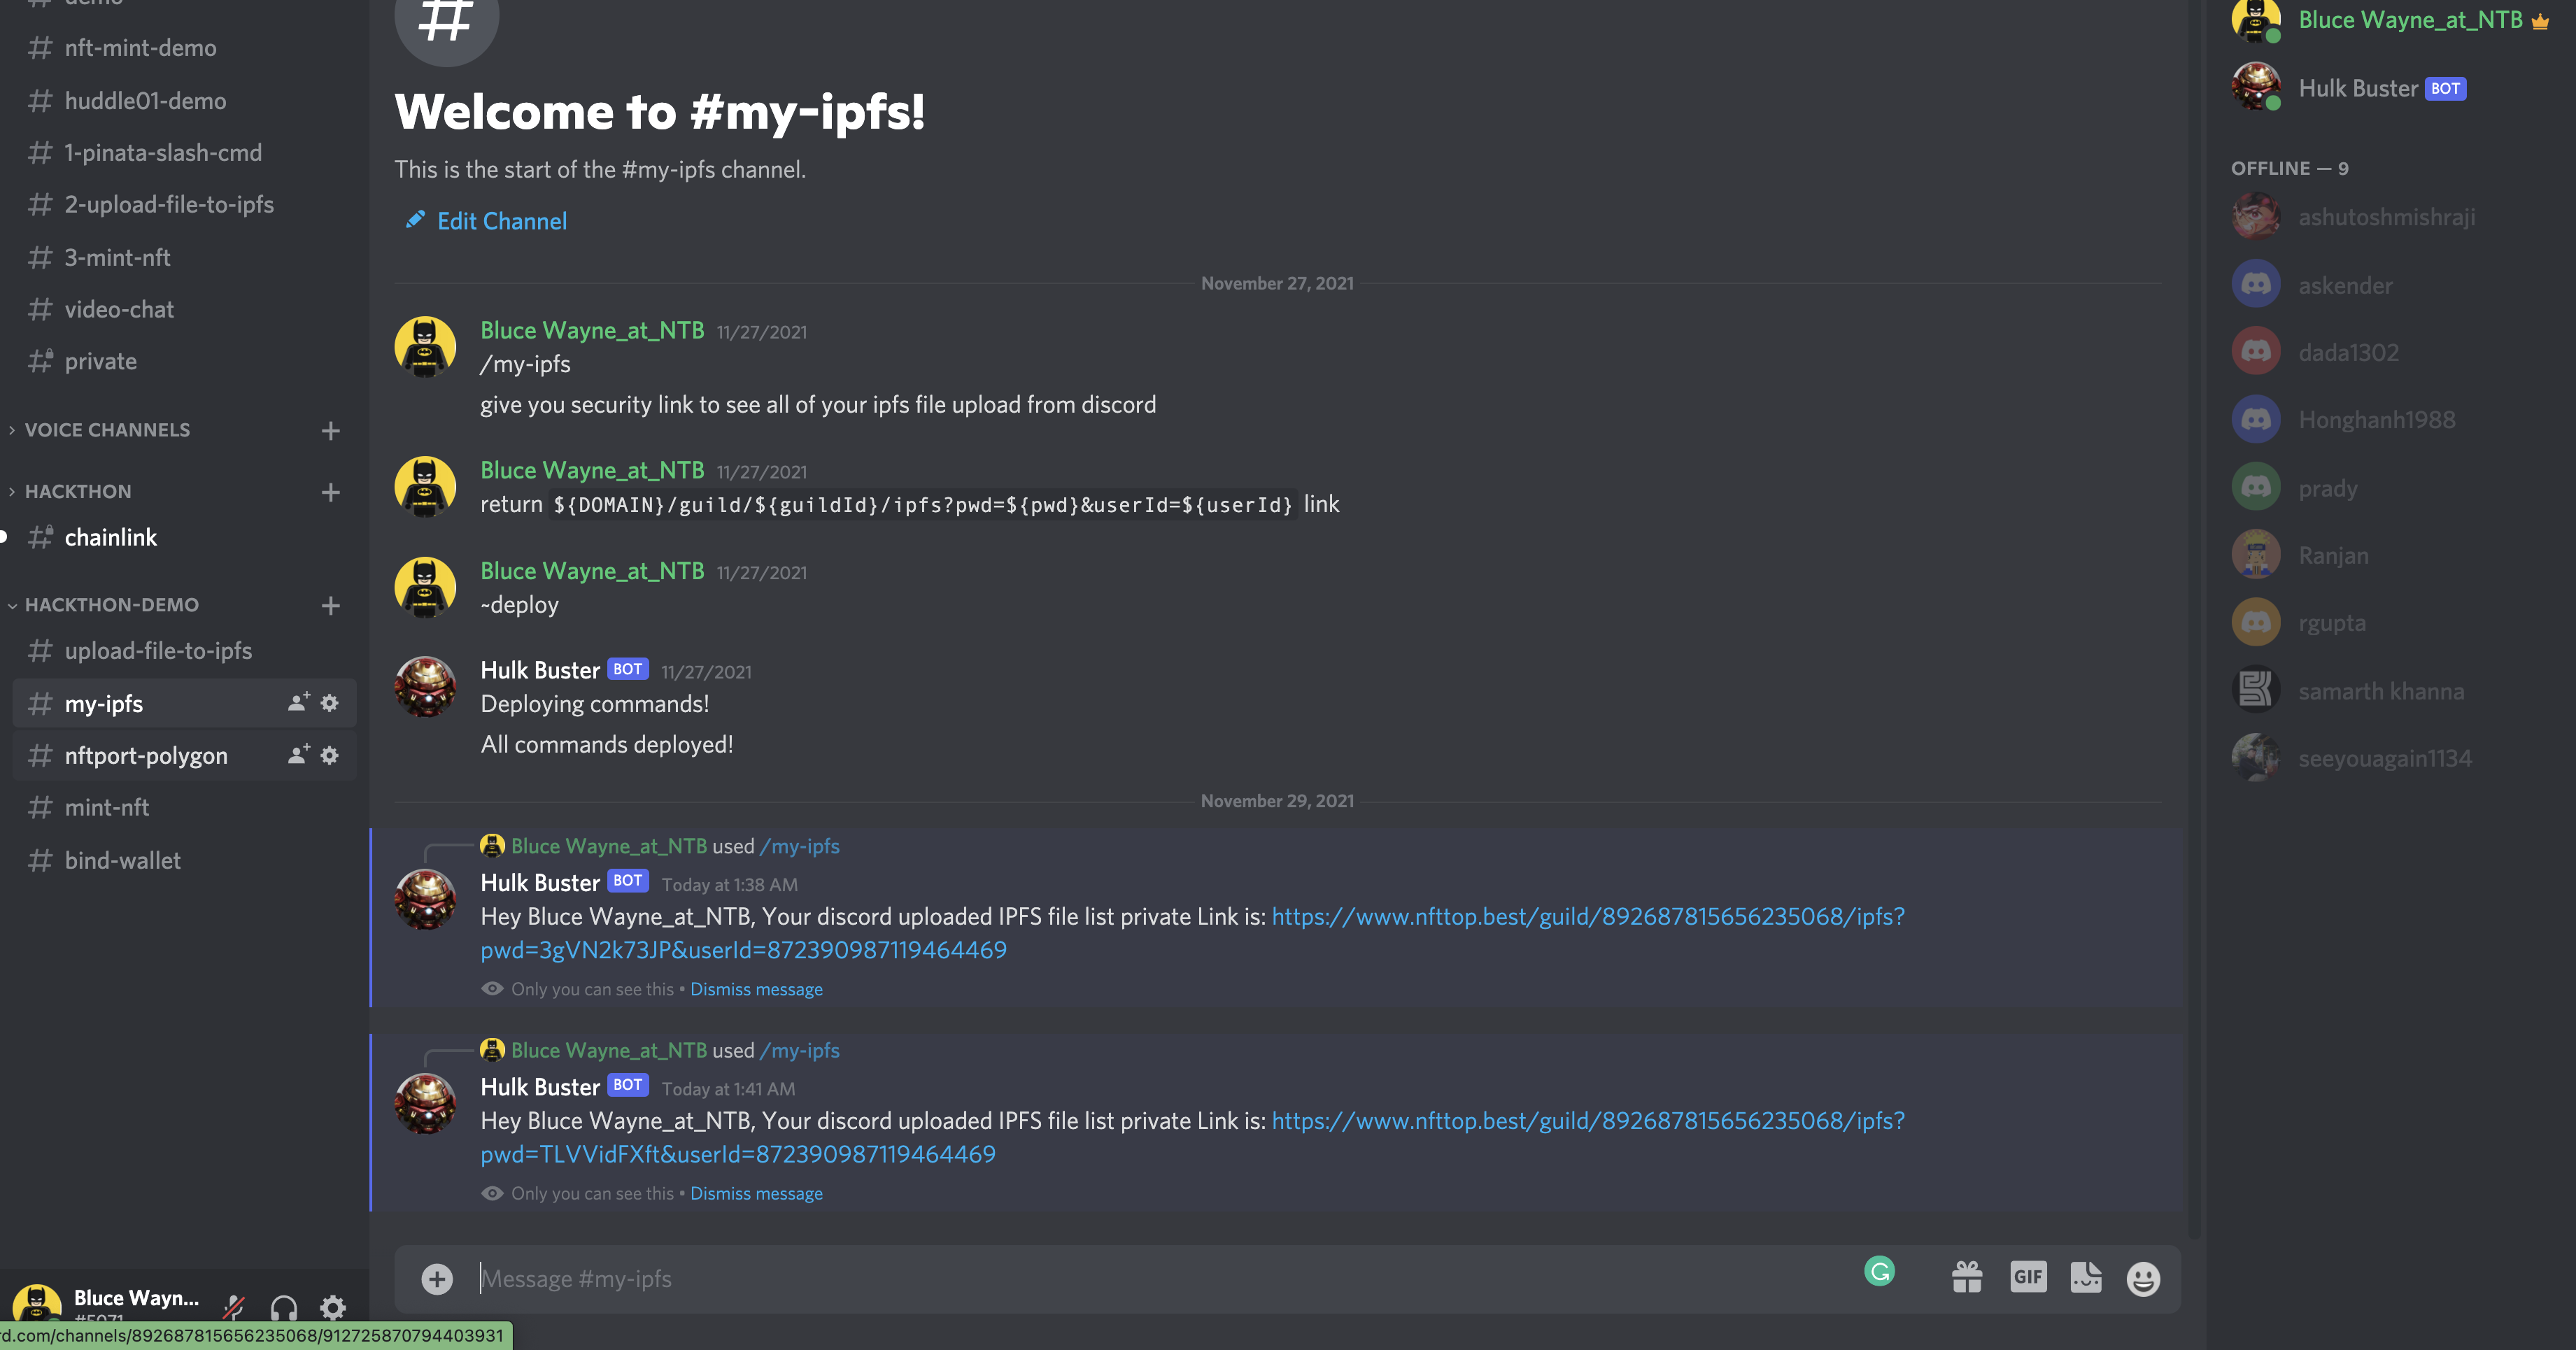 demo
# nft-mint-demo
# huddle01-demo
# 1-pinata-slash-cmd
# 2-upload-file-to-ipfs
# 3-mint-nft
# video-chat
# private
> VOICE CHANNELS +
> HACKTHON +
# chainlink
HACKTHON-DEMO +
# upload-file-to-ipfs
# my-ipfs
# nftport-polygon
# mint-nft
# bind-wallet
Bluce Wayn...
#5071
rd.com/channels/892687815656235068/912725870794403931
#
Welcome to #my-ipfs!
This is the start of the #my-ipfs channel.
Edit Channel
November 27, 2021
Bluce Wayne_at_NTB 11/27/2021
/my-ipfs
give you security link to see all of your ipfs file upload from discord
Bluce Wayne_at_NTB 11/27/2021
return ${DOMAIN}/guild/${guildId}/ipfs?pwd=${pwd}&userId=${userId} link
Bluce Wayne_at_NTB 11/27/2021
~deploy
Hulk Buster BOT 11/27/2021
Deploying commands!
All commands deployed!
November 29, 2021
Bluce Wayne_at_NTB used /my-ipfs
Hulk Buster BOT Today at 1:38 AM
Hey Bluce Wayne_at_NTB, Your discord uploaded IPFS file list private Link is: https://www.nfttop.best/guild/892687815656235068/ipfs?
pwd=3gVN2k73JP&userId=872390987119464469
Only you can see this • Dismiss message
Bluce Wayne_at_NTB used /my-ipfs
Hulk Buster BOT Today at 1:41 AM
Hey Bluce Wayne_at_NTB, Your discord uploaded IPFS file list private Link is: https://www.nfttop.best/guild/892687815656235068/ipfs?
pwd=TLVVidFXft&userId=872390987119464469
Only you can see this • Dismiss message
Message #my-ipfs
GIF
Bluce Wayne_at_NTB
Hulk Buster BOT
OFFLINE — 9
ashutoshmishraji
askender
dada1302
Honghanh1988
prady
Ranjan
rgupta
samarth khanna
seeyouagain1134